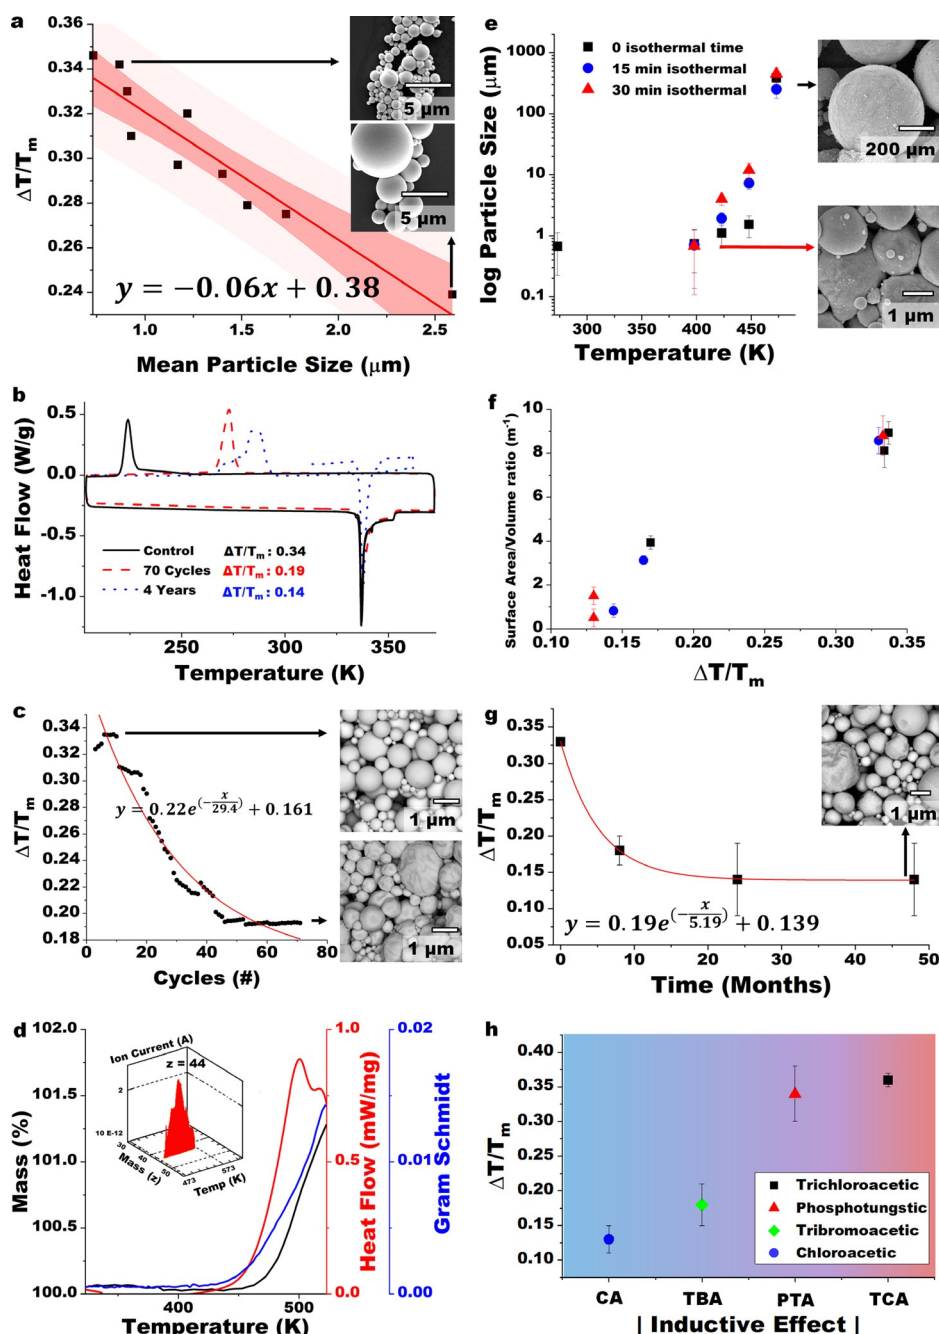 a
0.36
0.34
0.32
0.30
0.28
0.26
0.24
ΔT/Tm
5 µm
5 µm
y = −0.06x + 0.38
1.0
1.5
2.0
2.5
Mean Particle Size (µm)
b
0.5
0.0
-0.5
-1.0
Heat Flow (W/g)
Control ΔT/Tm: 0.34
70 Cycles ΔT/Tm: 0.19
4 Years ΔT/Tm: 0.14
250
300
350
Temperature (K)
c
0.34
0.32
0.30
0.28
0.26
0.24
0.22
0.20
0.18
ΔT/Tm
y = 0.22e^(−x/29.4) + 0.161
1 µm
1 µm
0
20
40
60
80
Cycles (#)
d
102.0
101.5
101.0
100.5
100.0
Mass (%)
Ion Current (A)
z = 44
2
10 E-12
30
40
50
Mass (z)
473
573
Temp (K)
1.0
0.5
0.0
Heat Flow (mW/mg)
0.02
0.01
0.00
Gram Schmidt
400
500
Temperature (K)
e
1000
100
10
1
0.1
log Particle Size (µm)
0 isothermal time
15 min isothermal
30 min isothermal
200 µm
1 µm
300
350
400
450
Temperature (K)
f
10
8
6
4
2
0
Surface Area/Volume ratio (m⁻¹)
0.10
0.15
0.20
0.25
0.30
0.35
ΔT/Tm
g
0.35
0.30
0.25
0.20
0.15
0.10
0.05
ΔT/Tm
1 µm
y = 0.19e^(−x/5.19) + 0.139
0
10
20
30
40
50
Time (Months)
h
0.40
0.35
0.30
0.25
0.20
0.15
0.10
ΔT/Tm
Trichloroacetic
Phosphotungstic
Tribromoacetic
Chloroacetic
CA
TBA
PTA
TCA
| Inductive Effect |